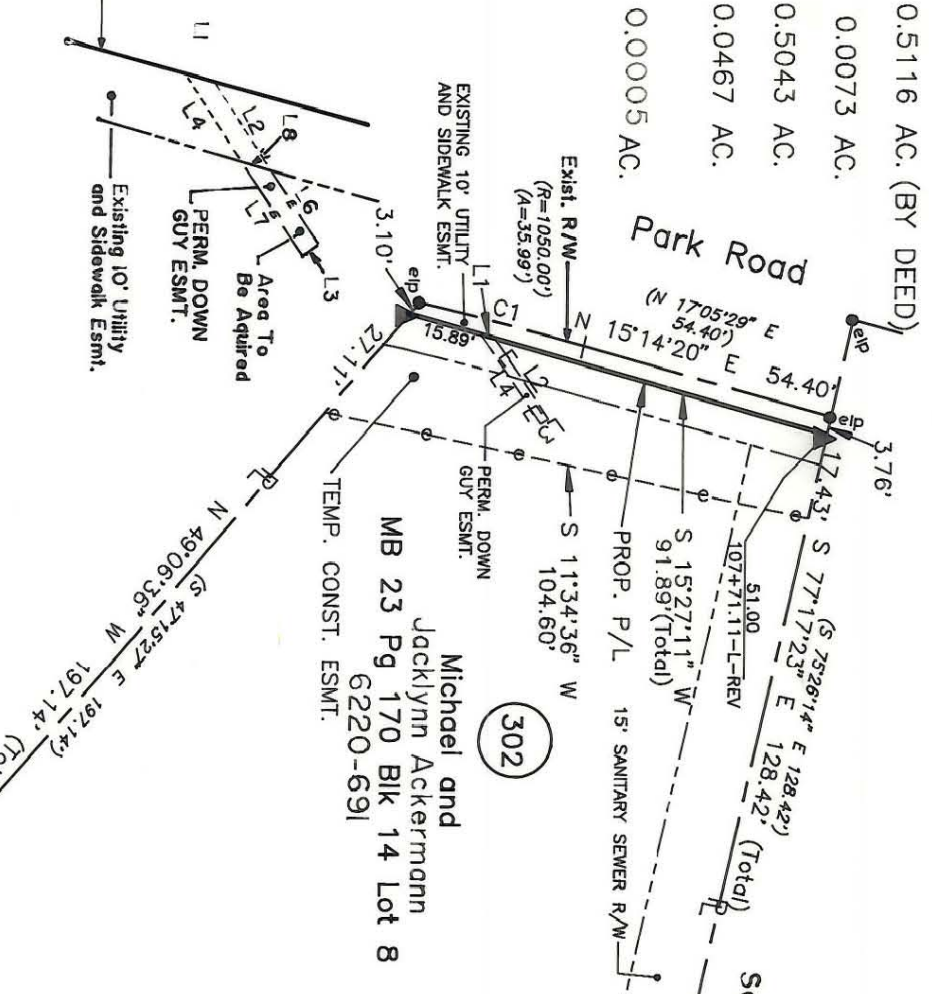 0.5116 AC. (BY DEED)
0.0073 AC.
0.5043 AC.
0.0467 AC.
0.0005 AC.
Park Road
(N 17°05'29" E
54.40')
N 15°14'20" E 54.40'
Exist. R/W
(R=1050.00')
(A=35.99')
EXISTING 10' UTILITY
AND SIDEWALK ESMT.
L1
C1
elp
elp
elp
3.76'
3.10'
15.89'
27.11'
17.43'
L2
L4
L3
PERM. DOWN
GUY ESMT.
51.00
107+71.11-L-REV
S 15°27'11" W
91.89'(Total)
PROP. P/L
S 11°34'36" W
104.60'
TEMP. CONST. ESMT.
(S 75°26'14" E 128.42')
S 77°17'23" E 128.42' (Total)
15' SANITARY SEWER R/W
302
Michael and
Jacklynn Ackermann
MB 23 Pg 170 Blk 14 Lot 8
6220-691
(S 47°15'27" E 197.14')
N 49°06'36" W 197.14'
L1
L2
L4
L8
6
L7
L3
Area To
Be Aquired
PERM. DOWN
GUY ESMT.
Existing 10' Utility
and Sidewalk Esmt.